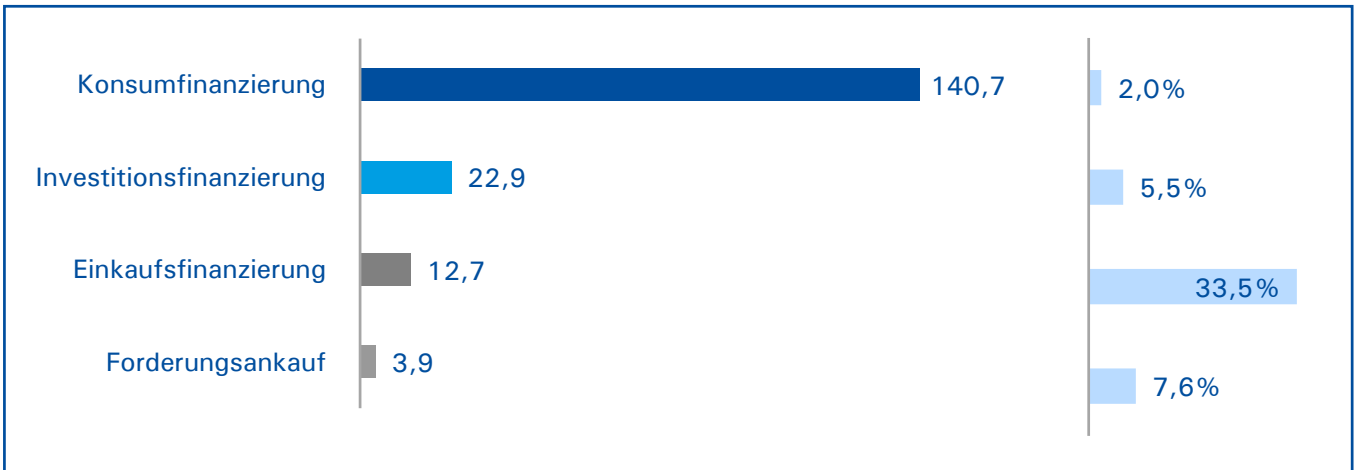 Konsumfinanzierung 140,7 2,0%
Investitionsfinanzierung 22,9 5,5%
Einkaufsfinanzierung 12,7 33,5%
Forderungsankauf 3,9 7,6%